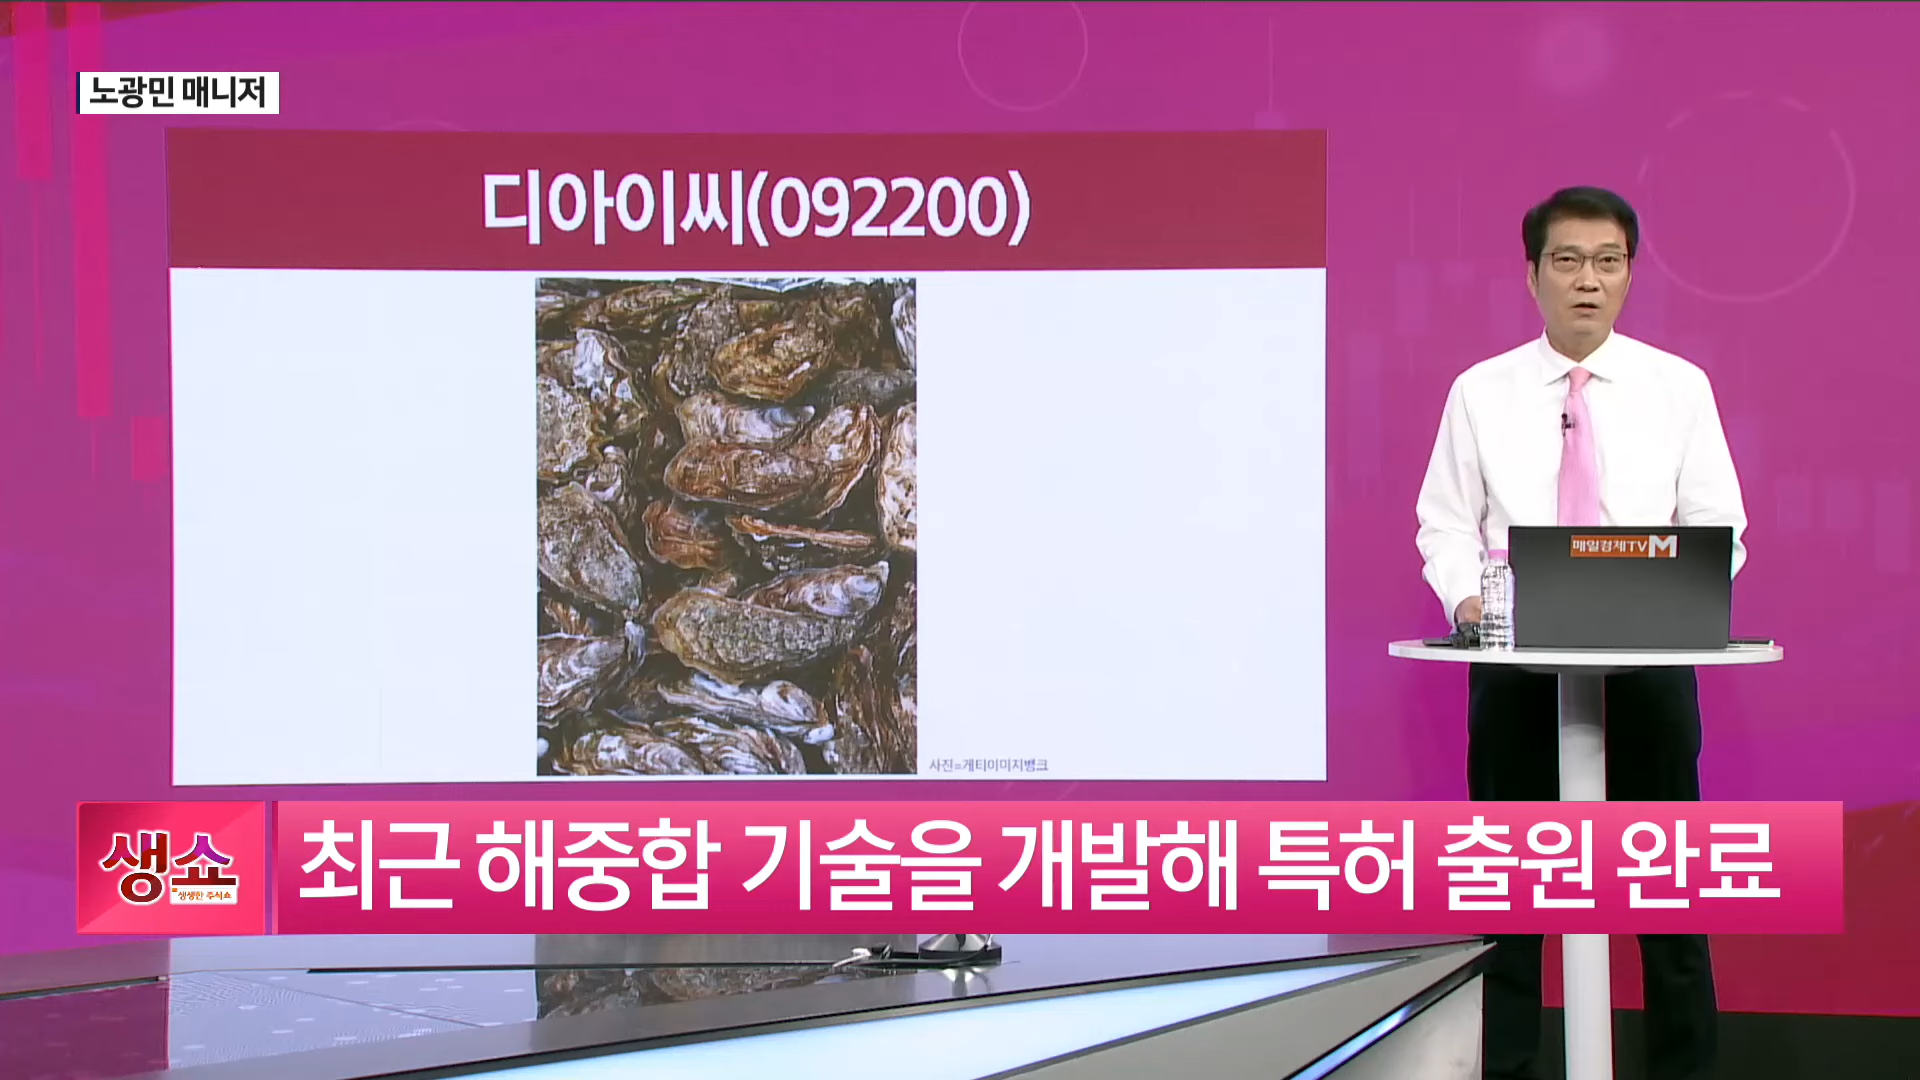 노광민 매니저
디아이씨(092200)
사진=게티이미지뱅크
매일경제TV M
생쇼
생생한 주식쇼
최근 해중합 기술을 개발해 특허 출원 완료